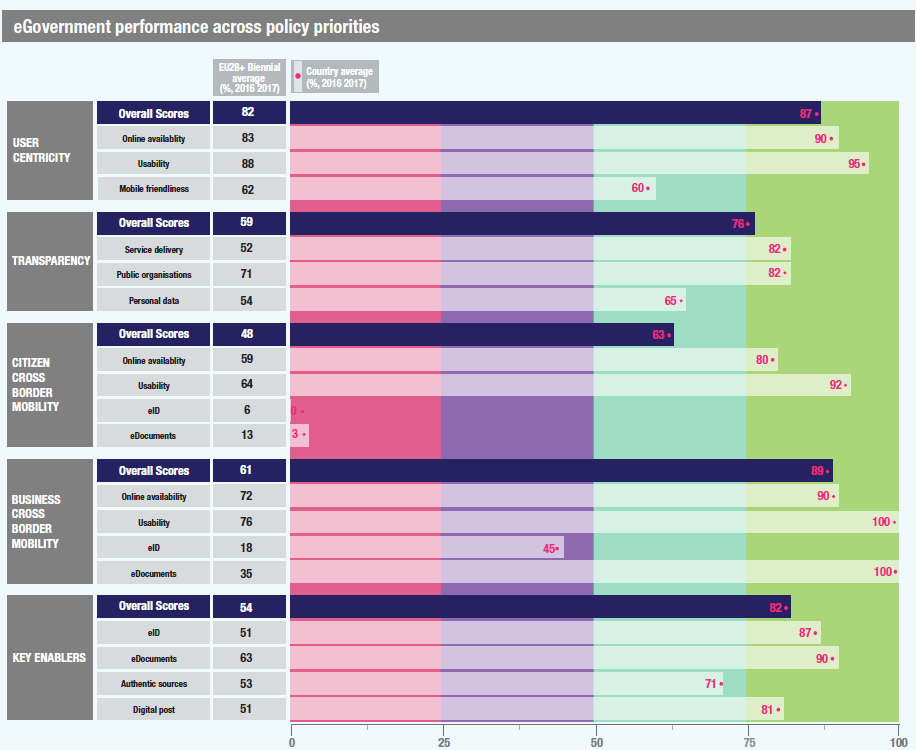 eGovernment performance across policy priorities
EU28+ Biennial
average
(%, 2016 2017)
Country average
(%, 2016 2017)
USER
CENTRICITY
Overall Scores 82 87
Online availablity 83 90
Usability 88 95
Mobile friendliness 62 60
TRANSPARENCY
Overall Scores 59 76
Service delivery 52 82
Public organisations 71 82
Personal data 54 65
CITIZEN
CROSS
BORDER
MOBILITY
Overall Scores 48 63
Online availablity 59 80
Usability 64 92
eID 6 0
eDocuments 13 3
BUSINESS
CROSS
BORDER
MOBILITY
Overall Scores 61 89
Online availability 72 90
Usability 76 100
eID 18 45
eDocuments 35 100
KEY ENABLERS
Overall Scores 54 82
eID 51 87
eDocuments 63 90
Authentic sources 53 71
Digital post 51 81
0 25 50 75 100